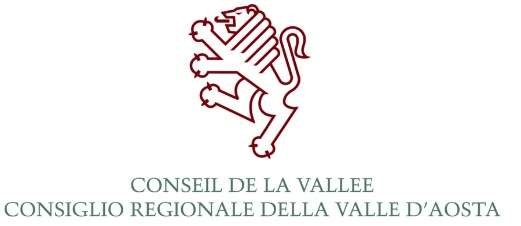 CONSEIL DE LA VALLEE
CONSIGLIO REGIONALE DELLA VALLE D'AOSTA